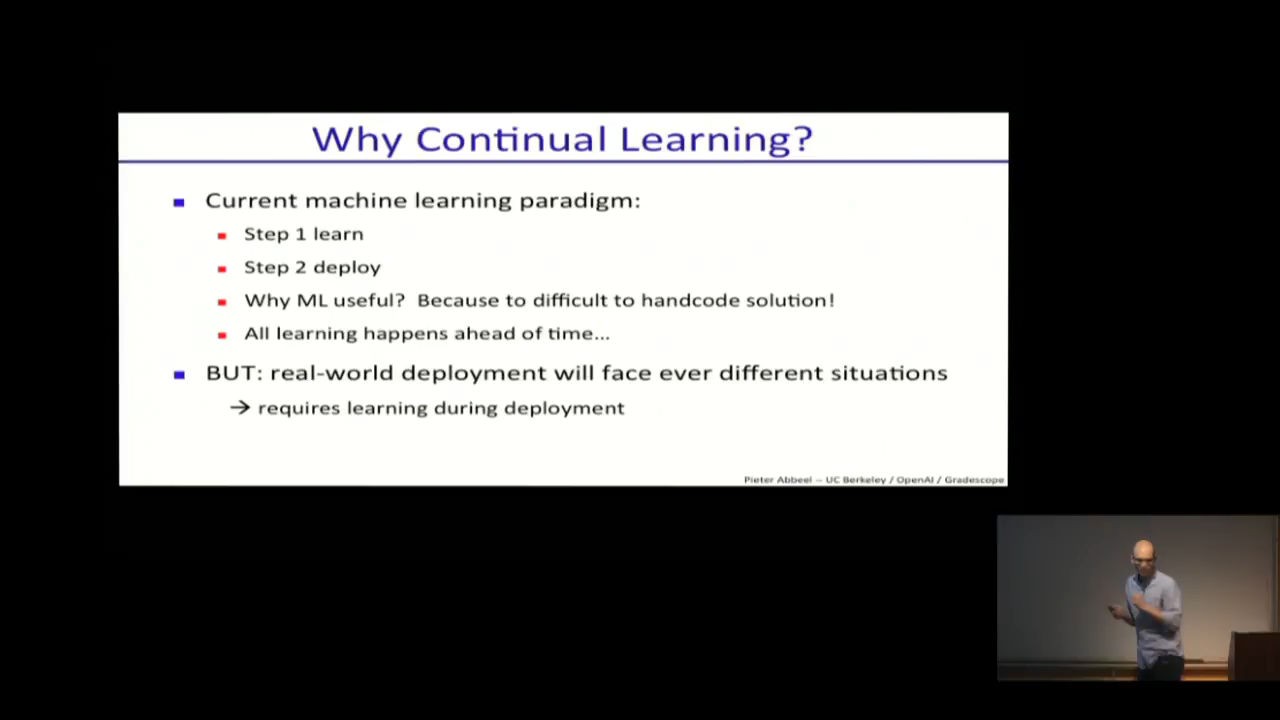 Why Continual Learning?
Current machine learning paradigm:
Step 1 learn
Step 2 deploy
Why ML useful? Because to difficult to handcode solution!
All learning happens ahead of time...
BUT: real-world deployment will face ever different situations
→ requires learning during deployment
Pieter Abbeel -- UC Berkeley / OpenAI / Gradescope